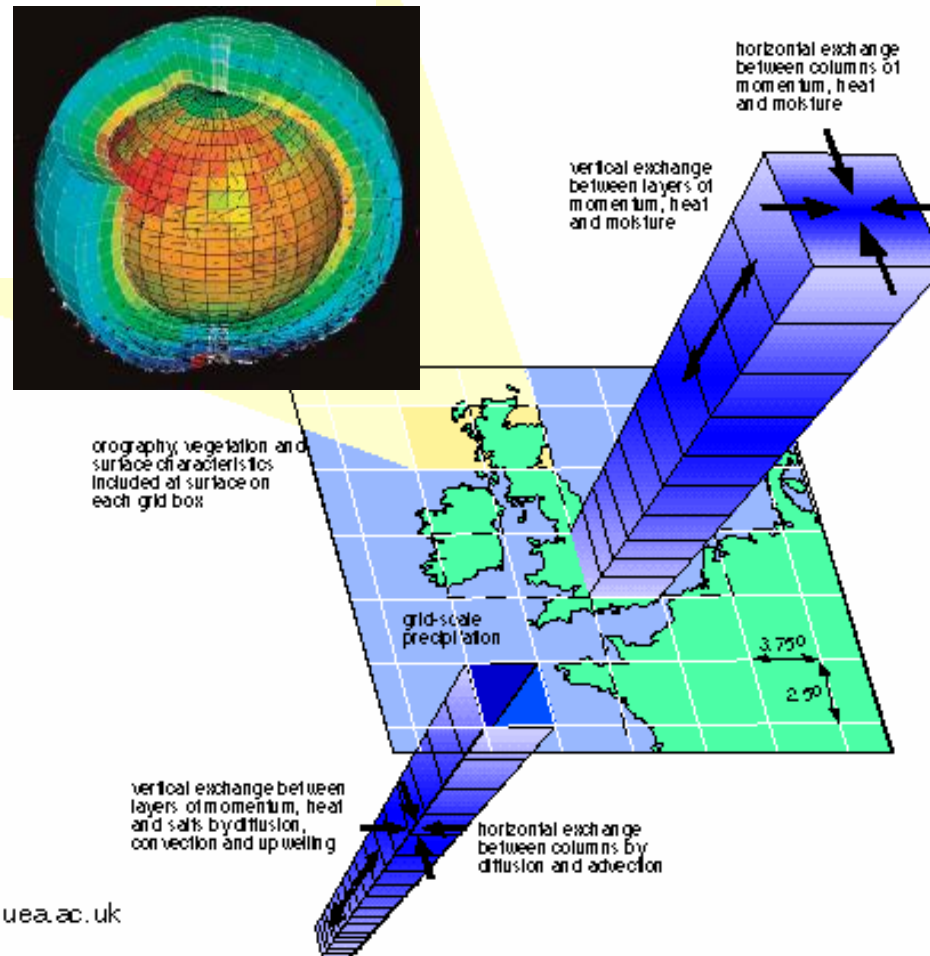 horizontal exchange
between columns of
momentum, heat
and moisture
vertical exchange
between layers of
momentum, heat
and moisture
orography, vegetation and
surface characteristics
included at surface on
each grid box
grid-scale
precipitation
3.75°
2.5°
vertical exchange between
layers of momentum, heat
and salts by diffusion,
convection and upwelling
horizontal exchange
between columns by
diffusion and advection
uea.ac.uk